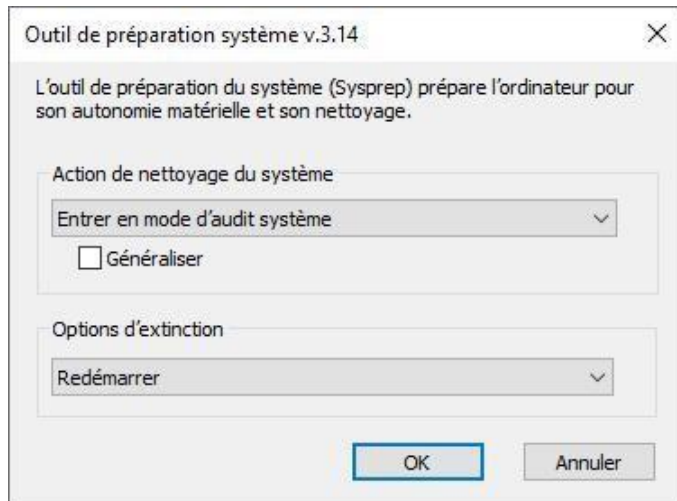 Outil de préparation système v.3.14
L'outil de préparation du système (Sysprep) prépare l'ordinateur pour
son autonomie matérielle et son nettoyage.
Action de nettoyage du système
Entrer en mode d'audit système
Généraliser
Options d'extinction
Redémarrer
OK
Annuler